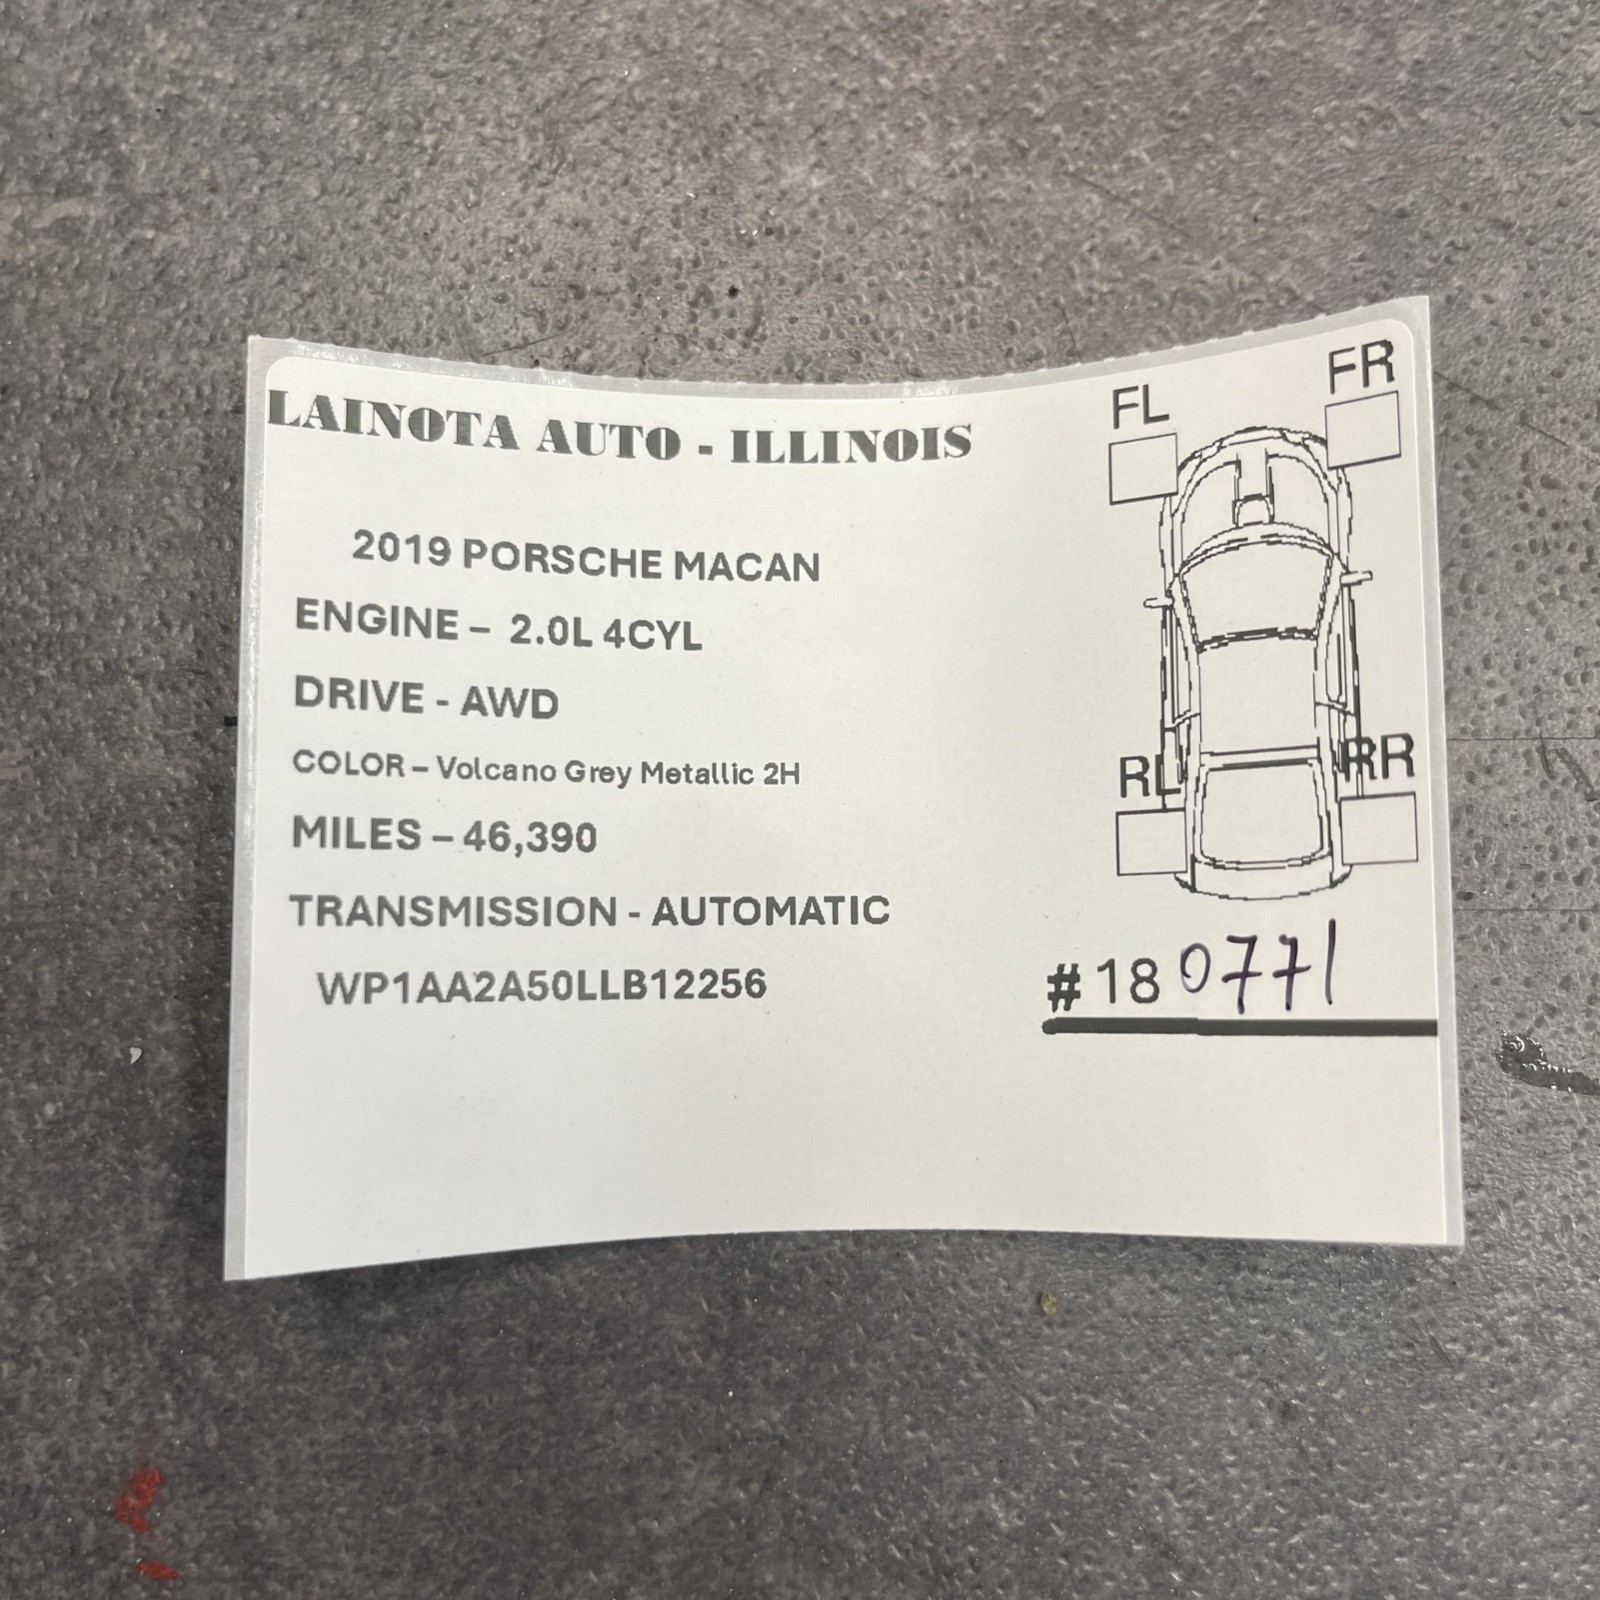 LAINOTA AUTO - ILLINOIS
2019 PORSCHE MACAN
ENGINE – 2.0L 4CYL
DRIVE - AWD
COLOR – Volcano Grey Metallic 2H
MILES – 46,390
TRANSMISSION - AUTOMATIC
WP1AA2A50LLB12256
FL
FR
RL
RR
#180771